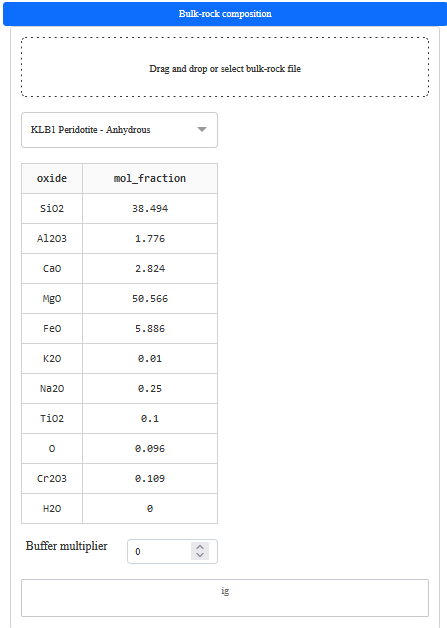 Bulk-rock composition
Drag and drop or select bulk-rock file
KLB1 Peridotite - Anhydrous
oxide mol_fraction
SiO2 38.494
Al2O3 1.776
CaO 2.824
MgO 50.566
FeO 5.886
K2O 0.01
Na2O 0.25
TiO2 0.1
O 0.096
Cr2O3 0.109
H2O 0
Buffer multiplier 0
ig